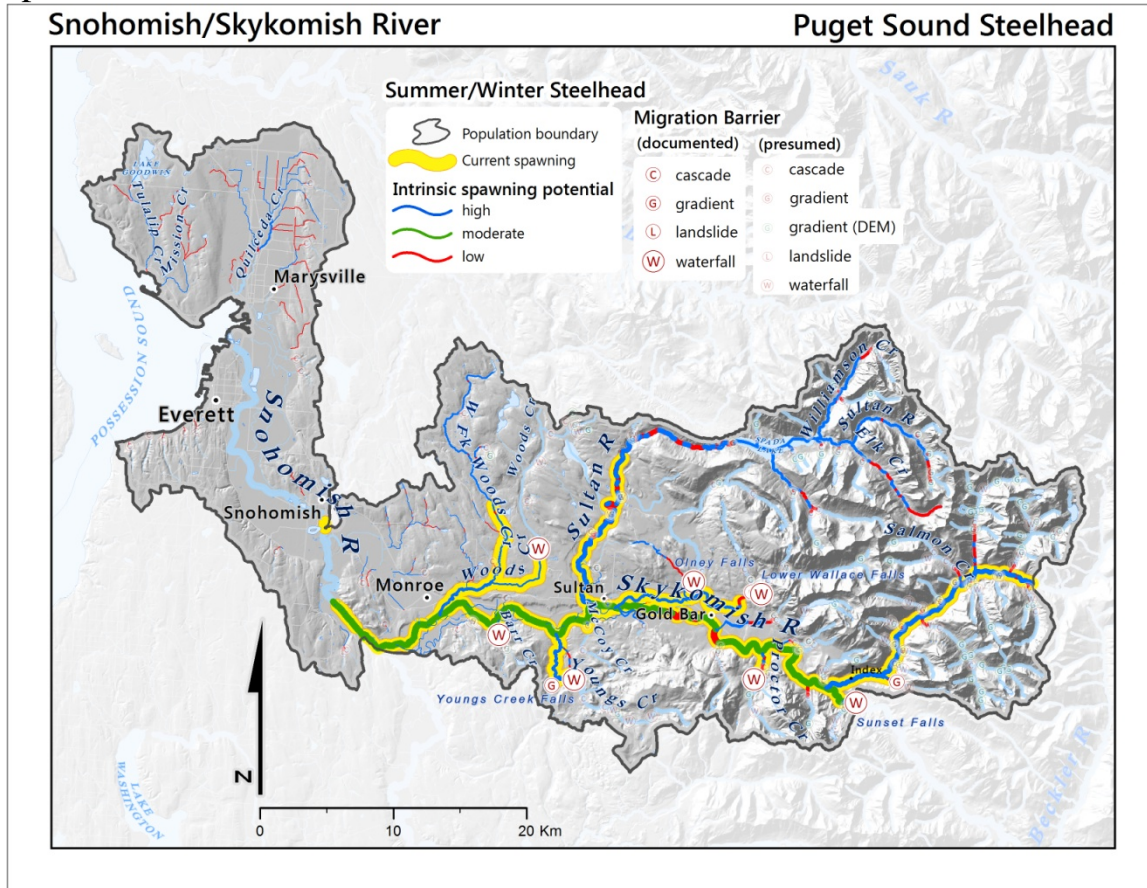 Snohomish/Skykomish River
Puget Sound Steelhead
Summer/Winter Steelhead
Population boundary
Current spawning
Intrinsic spawning potential
high
moderate
low
Migration Barrier
(documented)
C cascade
G gradient
L landslide
W waterfall
(presumed)
C cascade
G gradient
G gradient (DEM)
L landslide
W waterfall
Sauk R
LAKE
GOODWIN
Tulalip Cr
Mission Cr
Quilceda Cr
Marysville
POSSESSION SOUND
Everett
Snohomish R
Snohomish
W Fk Woods Cr
Woods Cr
Woods Cr
W
Monroe
Sultan R
Sultan
SPADA
LAKE
Williamson Cr
Sultan R
Elk Cr
Salmon Cr
Olney Falls
W
Lower Wallace Falls
W
Skykomish R
Gold Bar
McCoy Cr
Barr Cr
W
Youngs Cr
G
W
Youngs Creek Falls
Proctor Cr
W
Index
G
W
Sunset Falls
Beckler R
LAKE
WASHINGTON
N
0 10 20 Km